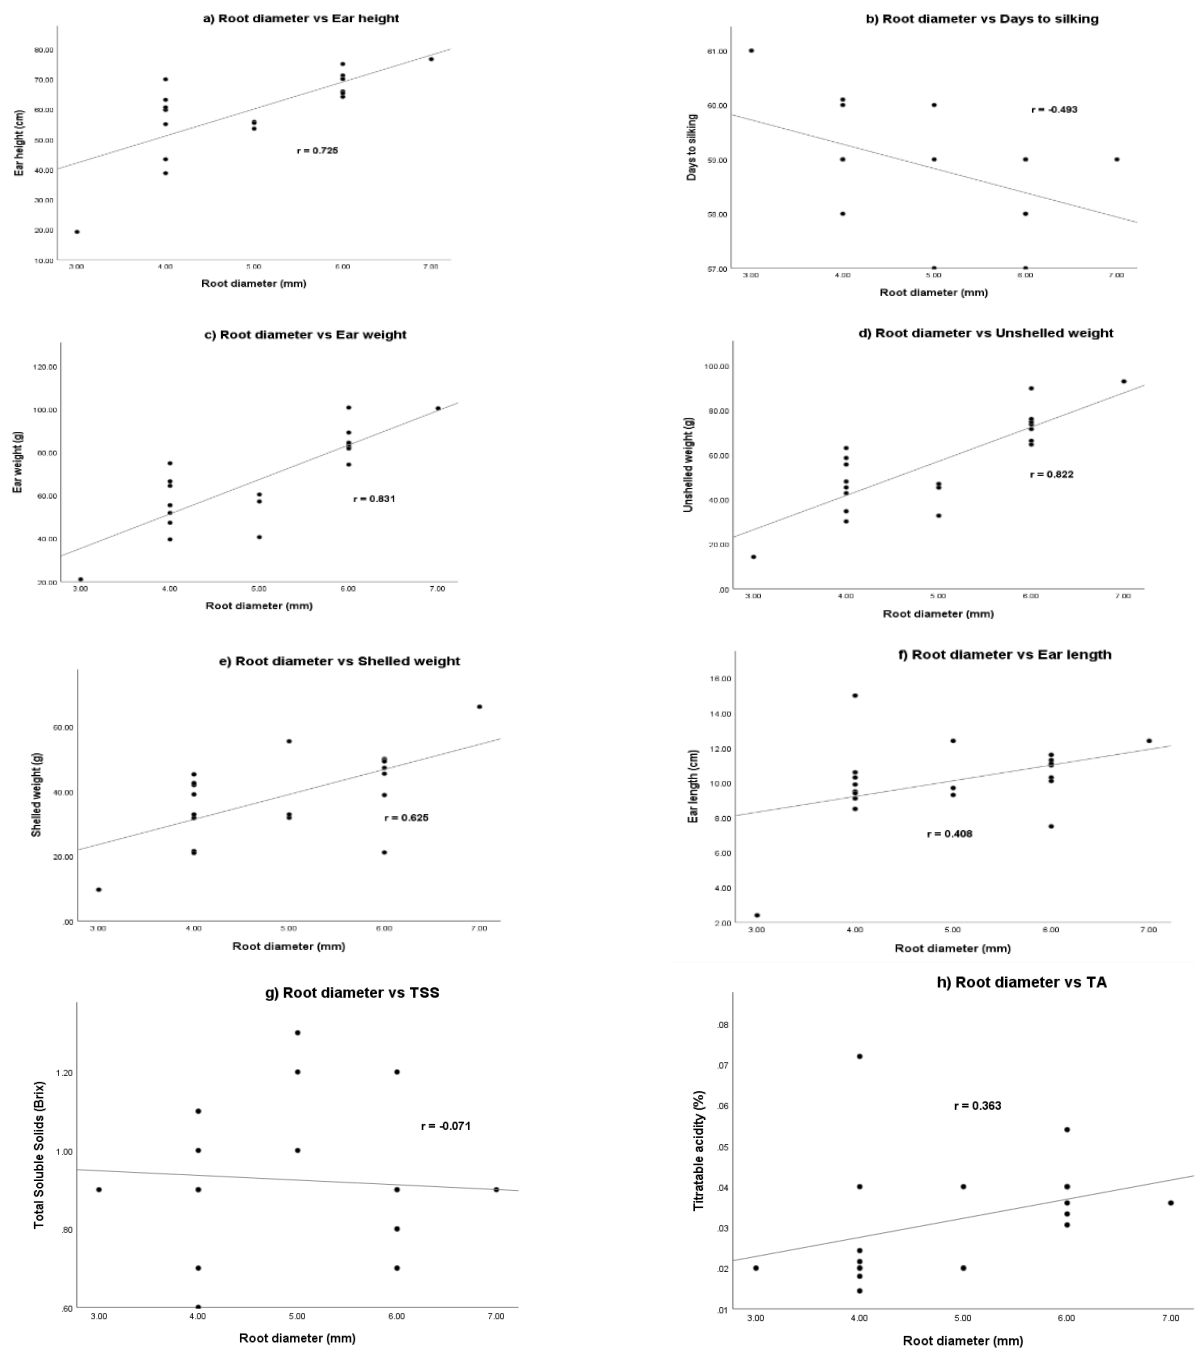 a) Root diameter vs Ear height
80.00
70.00
60.00
50.00
40.00
30.00
20.00
10.00
Ear height (cm)
r = 0.725
3.00 4.00 5.00 6.00 7.00
Root diameter (mm)
b) Root diameter vs Days to silking
61.00
60.00
59.00
58.00
57.00
Days to silking
r = -0.493
3.00 4.00 5.00 6.00 7.00
Root diameter (mm)
c) Root diameter vs Ear weight
120.00
100.00
80.00
60.00
40.00
20.00
Ear weight (g)
r = 0.831
3.00 4.00 5.00 6.00 7.00
Root diameter (mm)
d) Root diameter vs Unshelled weight
100.00
80.00
60.00
40.00
20.00
.00
Unshelled weight (g)
r = 0.822
3.00 4.00 5.00 6.00 7.00
Root diameter (mm)
e) Root diameter vs Shelled weight
60.00
40.00
20.00
.00
Shelled weight (g)
r = 0.625
3.00 4.00 5.00 6.00 7.00
Root diameter (mm)
f) Root diameter vs Ear length
16.00
14.00
12.00
10.00
8.00
6.00
4.00
2.00
Ear length (cm)
r = 0.408
3.00 4.00 5.00 6.00 7.00
Root diameter (mm)
g) Root diameter vs TSS
1.20
1.00
.80
.60
Total Soluble Solids (Brix)
r = -0.071
3.00 4.00 5.00 6.00 7.00
Root diameter (mm)
h) Root diameter vs TA
.08
.07
.06
.05
.04
.03
.02
.01
Titratable acidity (%)
r = 0.363
3.00 4.00 5.00 6.00 7.00
Root diameter (mm)